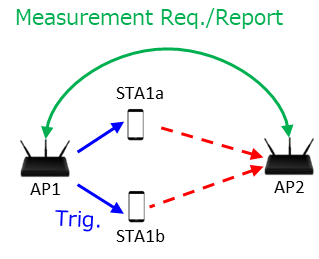 Measurement Req./Report
STA1a
AP1
AP2
Trig.
STA1b